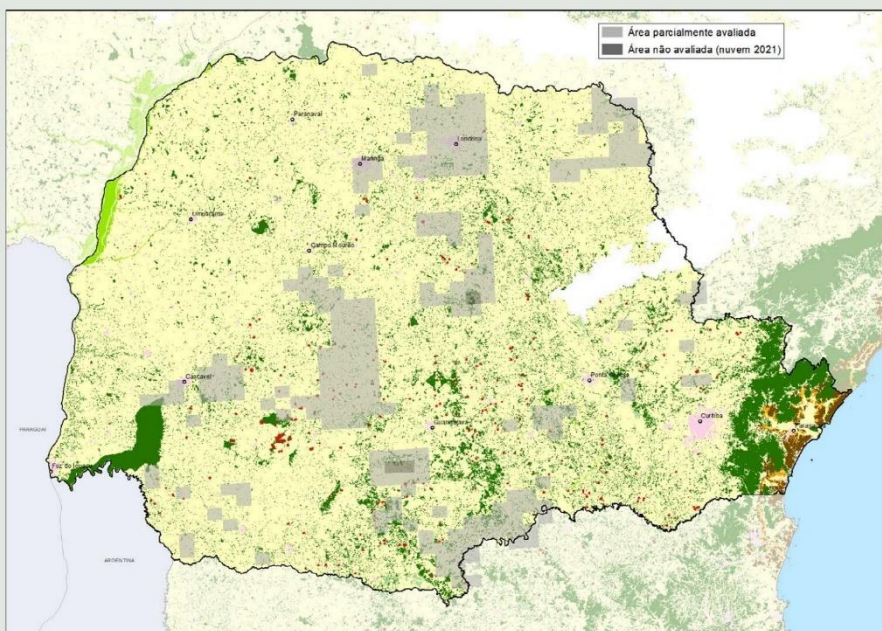 Área parcialmente avaliada
Área não avaliada (nuvem 2021)
Paranavaí
Londrina
Maringá
Umuarama
Campo Mourão
Cascavel
Ponta Grossa
Curitiba
Guarapuava
PARAGUAI
ARGENTINA